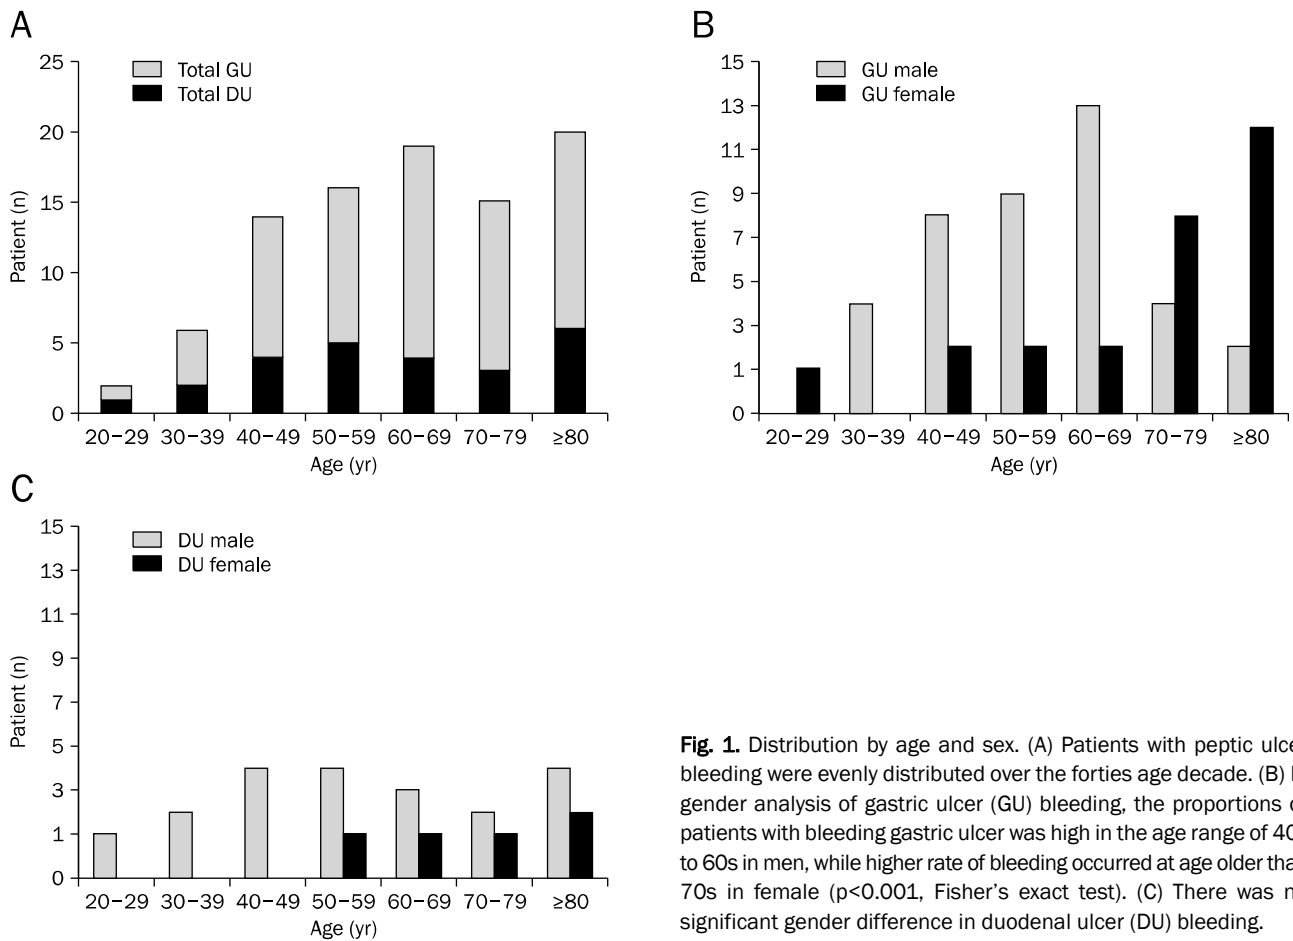 A
25
20
15
10
5
0
Patient (n)
Total GU
Total DU
20–29 30–39 40–49 50–59 60–69 70–79 ≥80
Age (yr)
B
15
13
11
9
7
5
3
1
0
Patient (n)
GU male
GU female
20–29 30–39 40–49 50–59 60–69 70–79 ≥80
Age (yr)
C
15
13
11
9
7
5
3
1
0
Patient (n)
DU male
DU female
20–29 30–39 40–49 50–59 60–69 70–79 ≥80
Age (yr)
Fig. 1. Distribution by age and sex. (A) Patients with peptic ulce
bleeding were evenly distributed over the forties age decade. (B)
gender analysis of gastric ulcer (GU) bleeding, the proportions
patients with bleeding gastric ulcer was high in the age range of 40
to 60s in men, while higher rate of bleeding occurred at age older tha
70s in female (p<0.001, Fisher's exact test). (C) There was
significant gender difference in duodenal ulcer (DU) bleeding.